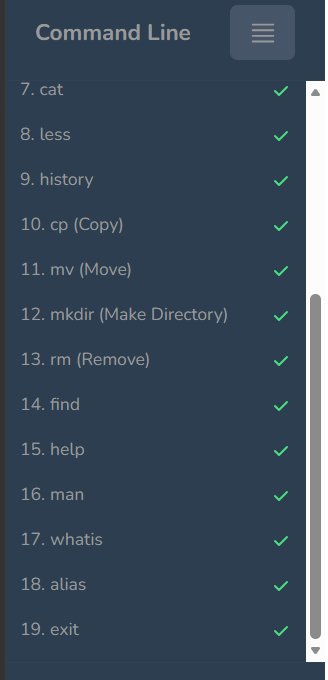 Command Line
7. cat
8. less
9. history
10. cp (Copy)
11. mv (Move)
12. mkdir (Make Directory)
13. rm (Remove)
14. find
15. help
16. man
17. whatis
18. alias
19. exit